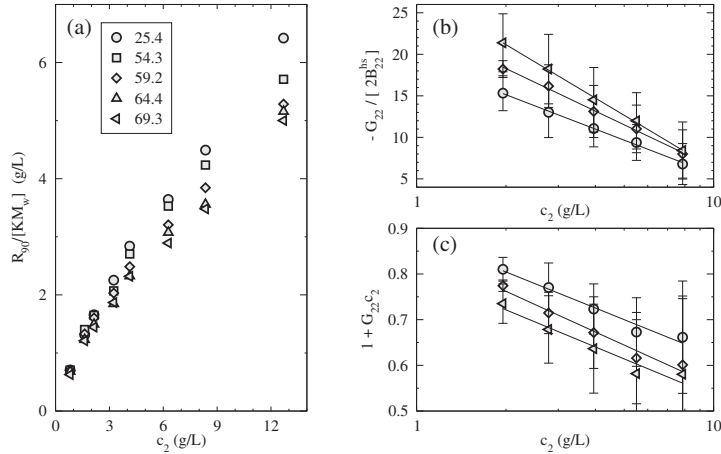 (a)
25.4
54.3
59.2
64.4
69.3
R90/[KMw] (g/L)
6
4
2
0
0 3 6 9 12
c2 (g/L)
(b)
- G22 / [ 2B22^hs ]
25
20
15
10
5
1 10
c2 (g/L)
(c)
1 + G22c2
0.9
0.8
0.7
0.6
0.5
1 10
c2 (g/L)